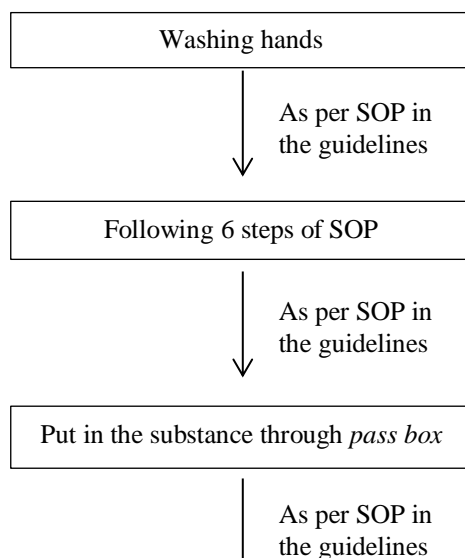 Washing hands
As per SOP in
the guidelines
Following 6 steps of SOP
As per SOP in
the guidelines
Put in the substance through pass box
As per SOP in
the guidelines